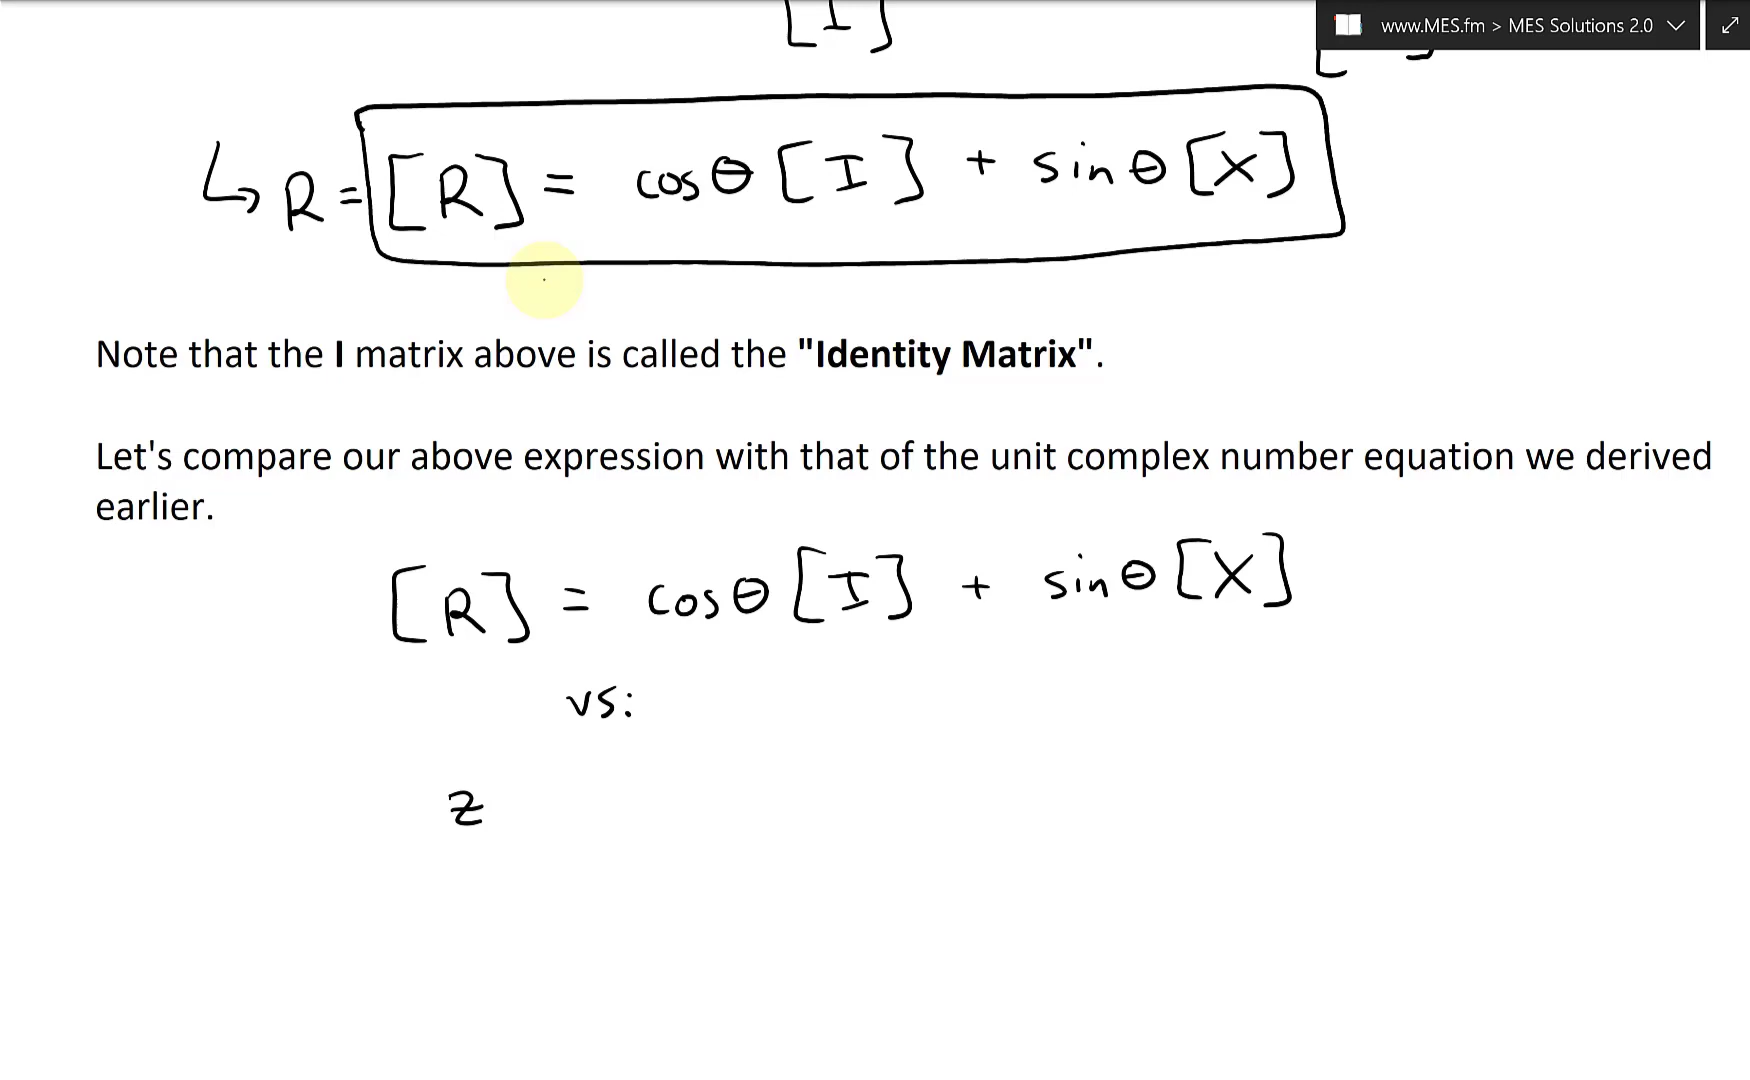 [I]
www.MES.fm > MES Solutions 2.0
↳ R = [R] = cosθ [I] + sinθ [X]
Note that the I matrix above is called the "Identity Matrix".
Let's compare our above expression with that of the unit complex number equation we derived
earlier.
[R] = cosθ [I] + sinθ [X]
vs:
z